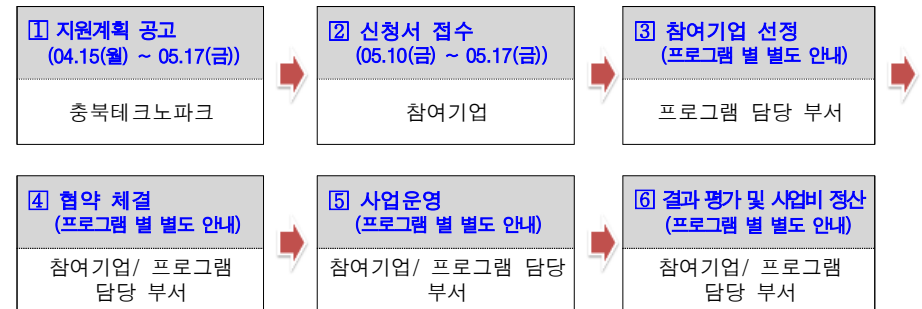 1 지원계획 공고
(04.15(월) ~ 05.17(금))
충북테크노파크
2 신청서 접수
(05.10(금) ~ 05.17(금))
참여기업
3 참여기업 선정
(프로그램 별 별도 안내)
프로그램 담당 부서
4 협약 체결
(프로그램 별 별도 안내)
참여기업/ 프로그램
담당 부서
5 사업운영
(프로그램 별 별도 안내)
참여기업/ 프로그램 담당
부서
6 결과 평가 및 사업비 정산
(프로그램 별 별도 안내)
참여기업/ 프로그램
담당 부서